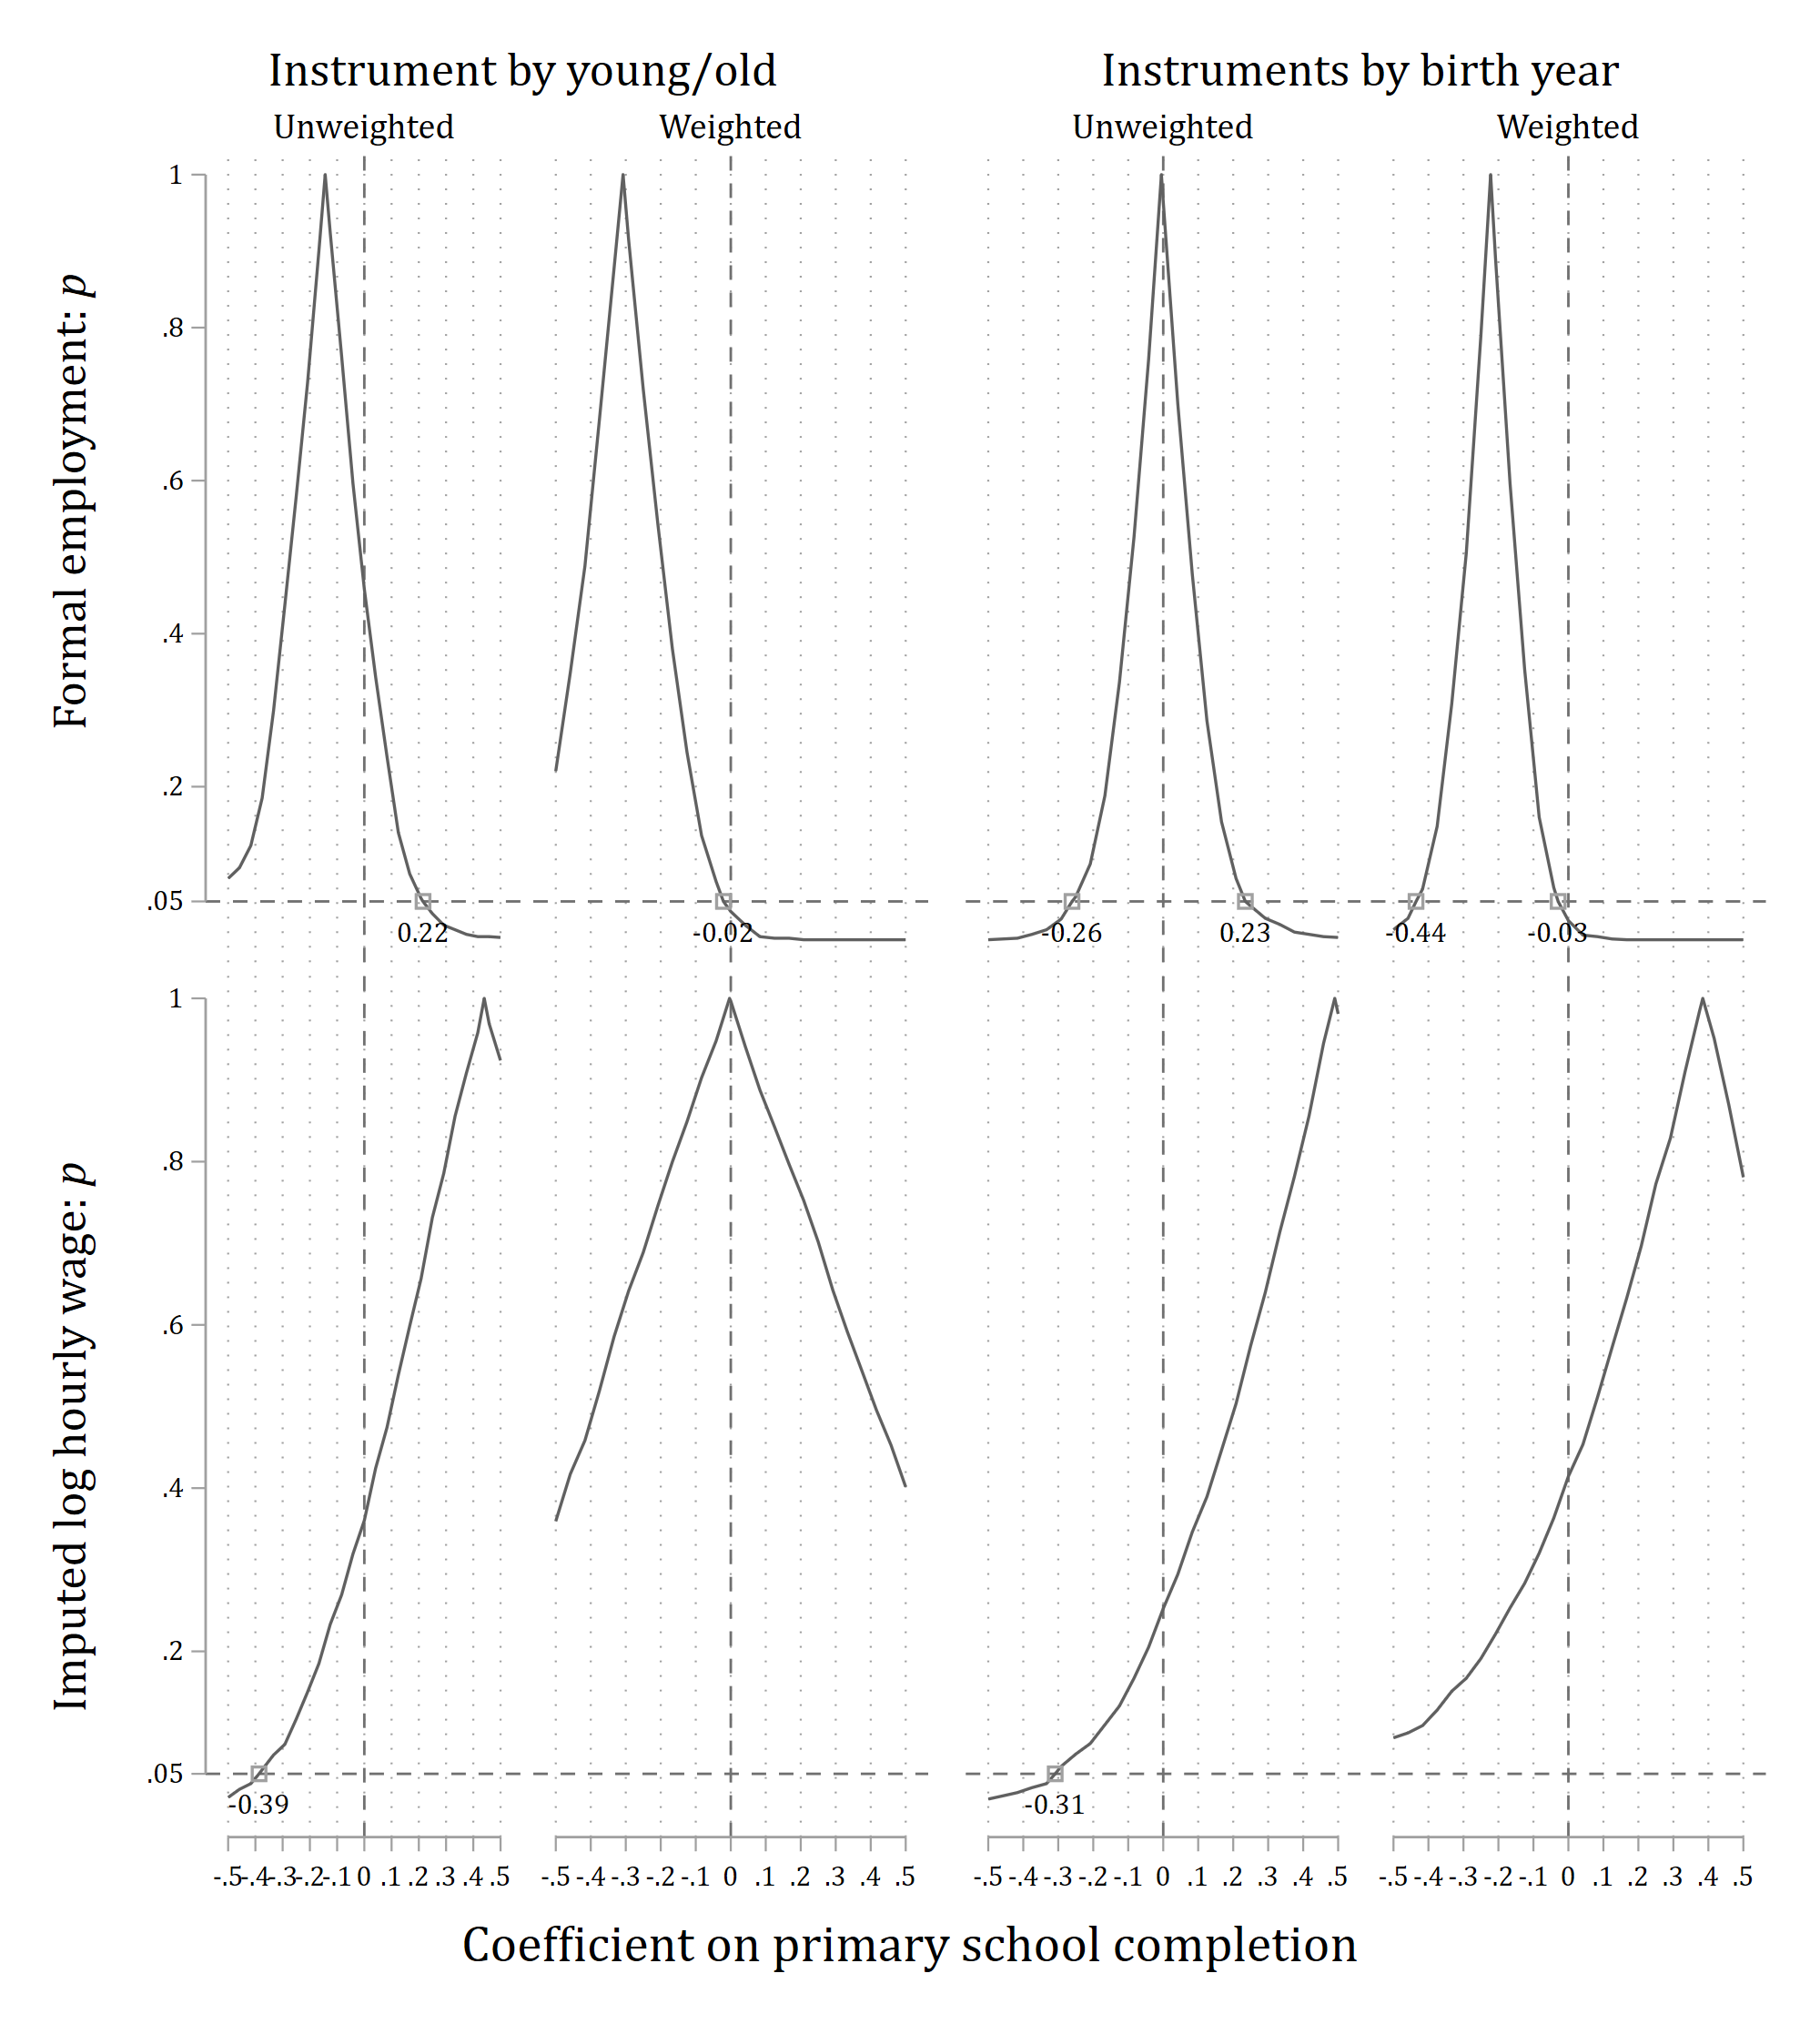 Instrument by young/old
Instruments by birth year
Unweighted
Weighted
Unweighted
Weighted
Formal employment: p
1
.8
.6
.4
.2
.05
0.22
-0.02
-0.26
0.23
-0.44
-0.03
Imputed log hourly wage: p
1
.8
.6
.4
.2
.05
-0.39
-0.31
-.5 -.4 -.3 -.2 -.1 0 .1 .2 .3 .4 .5
-.5 -.4 -.3 -.2 -.1 0 .1 .2 .3 .4 .5
-.5 -.4 -.3 -.2 -.1 0 .1 .2 .3 .4 .5
-.5 -.4 -.3 -.2 -.1 0 .1 .2 .3 .4 .5
Coefficient on primary school completion